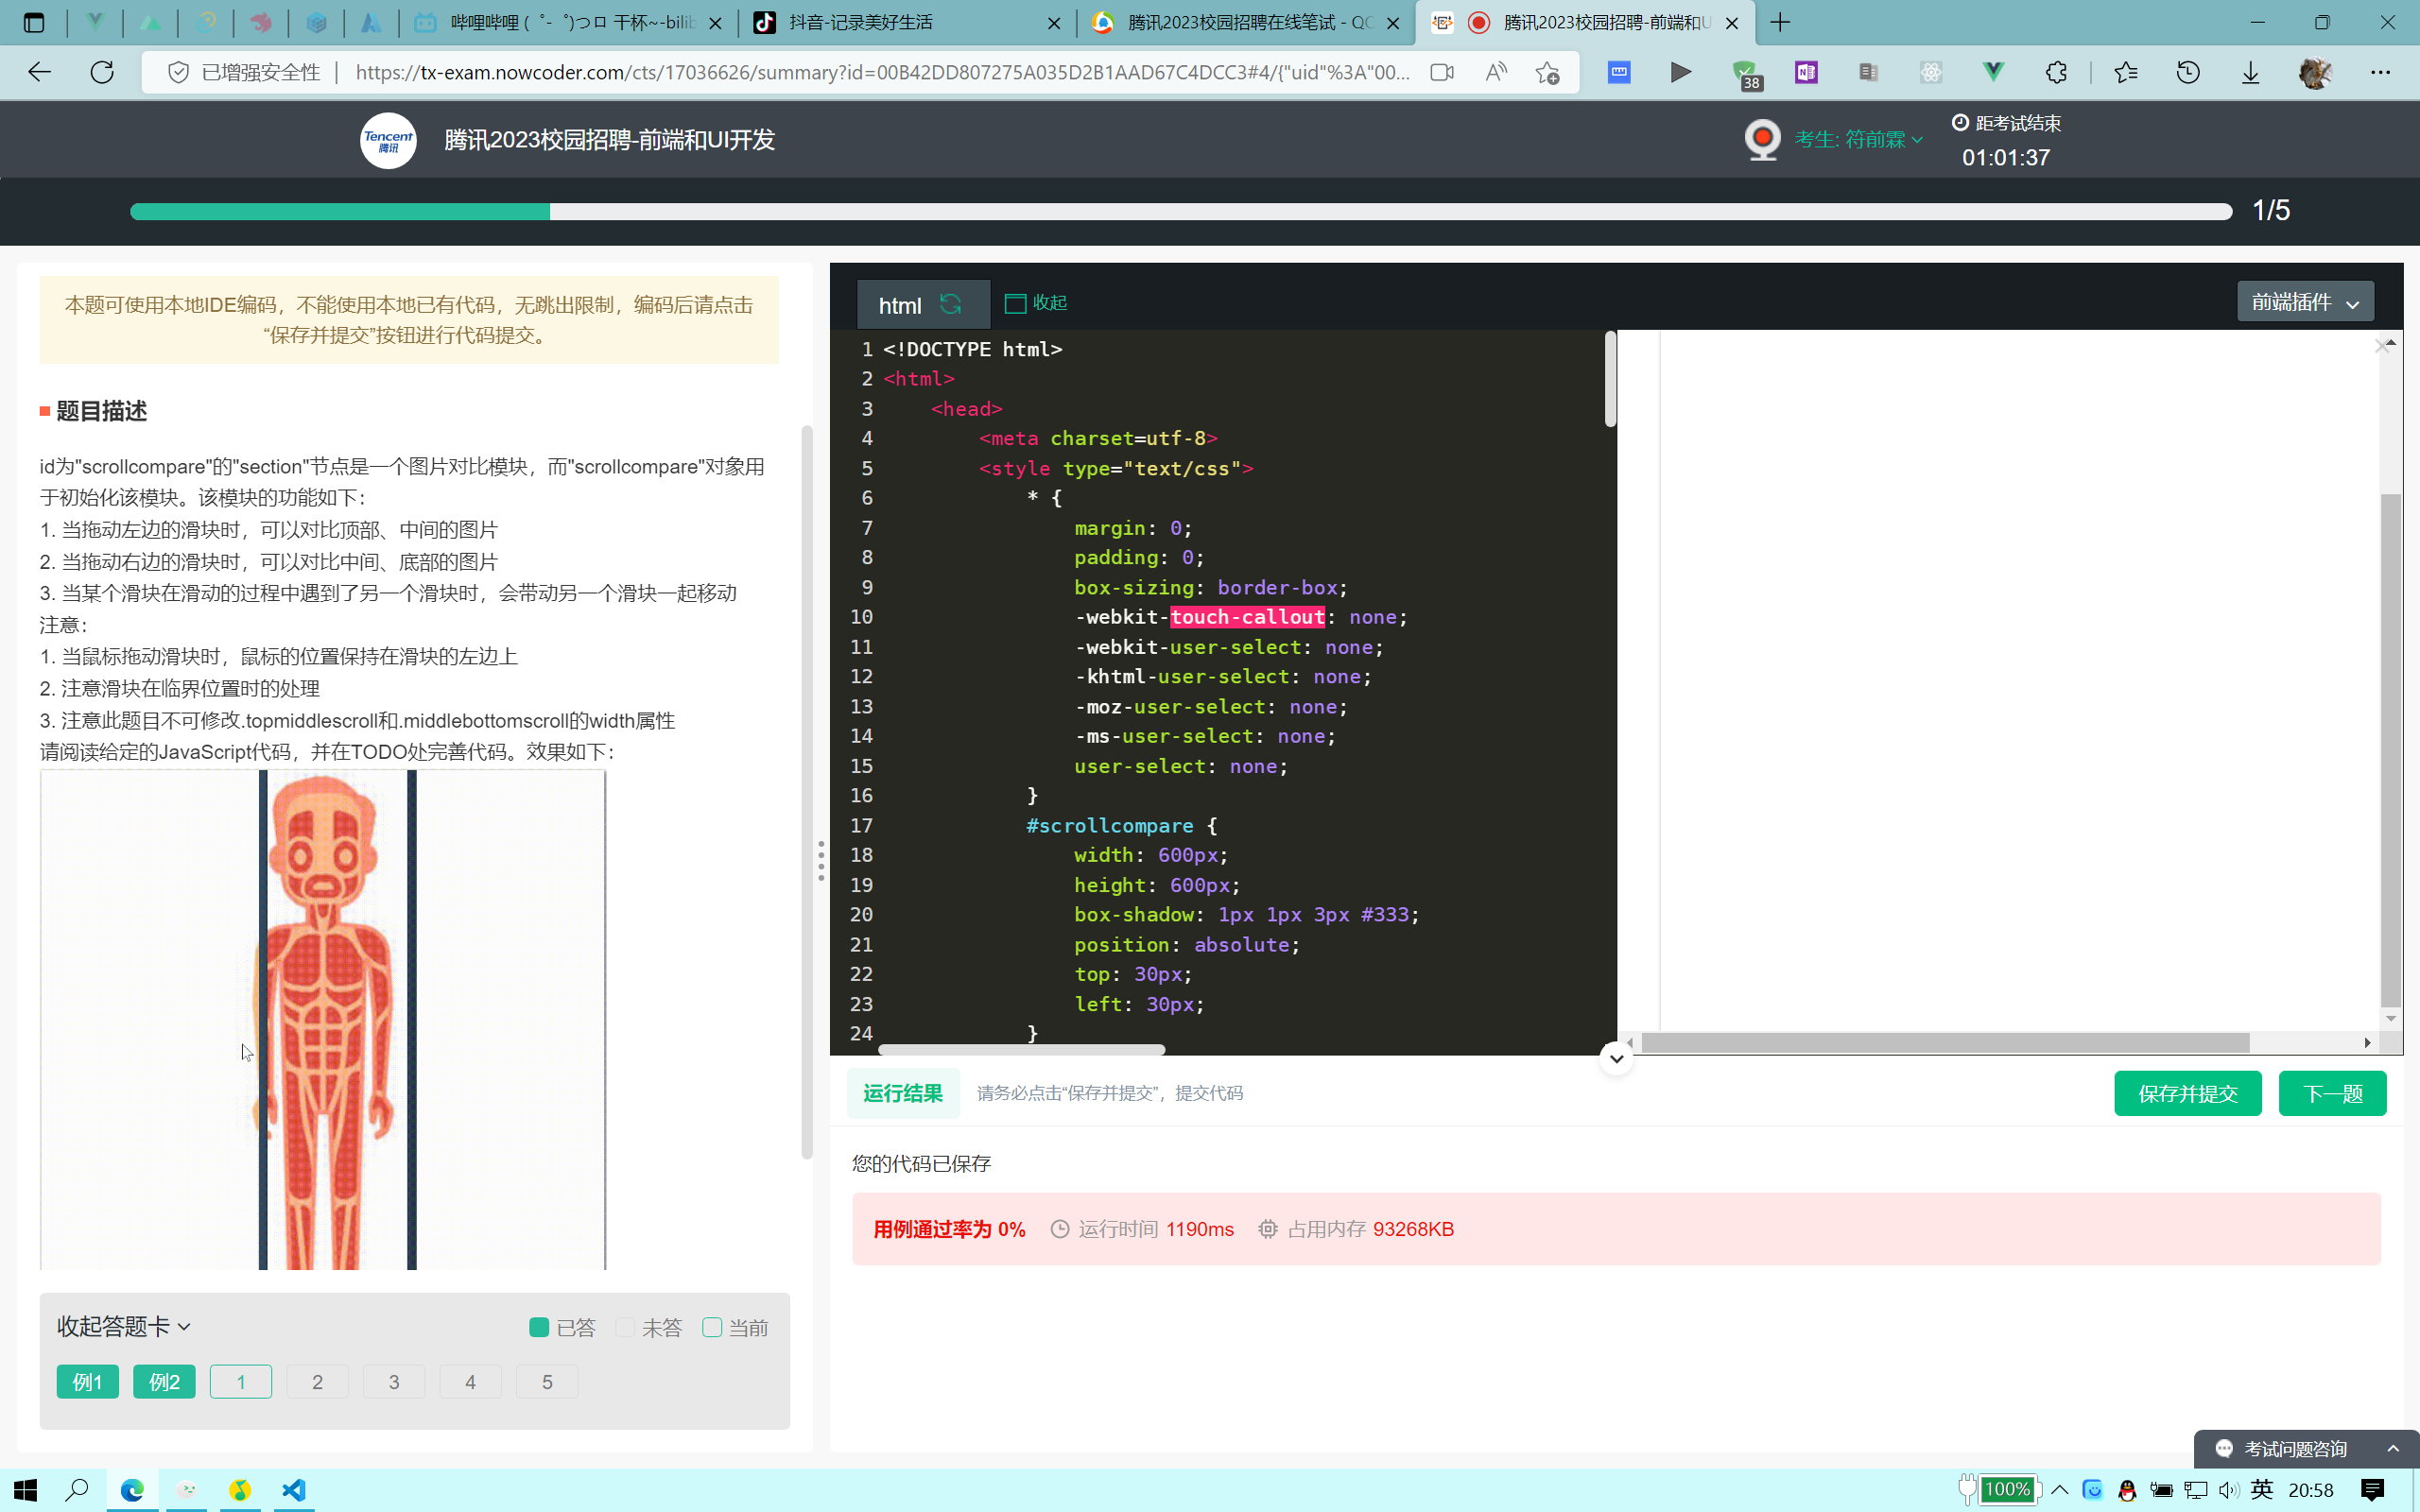 哔哩哔哩 (゜-゜)つロ 干杯~-bilib
抖音-记录美好生活
腾讯2023校园招聘在线笔试 - QQ
腾讯2023校园招聘-前端和U
已增强安全性
https://tx-exam.nowcoder.com/cts/17036626/summary?id=00B42DD807275A035D2B1AAD67C4DCC3#4/{"uid"%3A"00...
38
Tencent
腾讯
腾讯2023校园招聘-前端和UI开发
考生: 符前霖
距考试结束
01:01:37
1/5
本题可使用本地IDE编码，不能使用本地已有代码，无跳出限制，编码后请点击
“保存并提交”按钮进行代码提交。
题目描述
id为"scrollcompare"的"section"节点是一个图片对比模块，而"scrollcompare"对象用
于初始化该模块。该模块的功能如下：
1. 当拖动左边的滑块时，可以对比顶部、中间的图片
2. 当拖动右边的滑块时，可以对比中间、底部的图片
3. 当某个滑块在滑动的过程中遇到了另一个滑块时，会带动另一个滑块一起移动
注意：
1. 当鼠标拖动滑块时，鼠标的位置保持在滑块的左边上
2. 注意滑块在临界位置时的处理
3. 注意此题目不可修改.topmiddlescroll和.middlebottomscroll的width属性
请阅读给定的JavaScript代码，并在TODO处完善代码。效果如下：
收起答题卡
已答
未答
当前
例1
例2
1
2
3
4
5
html
收起
前端插件
1 <!DOCTYPE html>
2 <html>
3     <head>
4         <meta charset=utf-8>
5         <style type="text/css">
6             * {
7                 margin: 0;
8                 padding: 0;
9                 box-sizing: border-box;
10                 -webkit-touch-callout: none;
11                 -webkit-user-select: none;
12                 -khtml-user-select: none;
13                 -moz-user-select: none;
14                 -ms-user-select: none;
15                 user-select: none;
16             }
17             #scrollcompare {
18                 width: 600px;
19                 height: 600px;
20                 box-shadow: 1px 1px 3px #333;
21                 position: absolute;
22                 top: 30px;
23                 left: 30px;
24             }
运行结果
请务必点击“保存并提交”，提交代码
保存并提交
下一题
您的代码已保存
用例通过率为 0%
运行时间 1190ms
占用内存 93268KB
考试问题咨询
100%
英
20:58